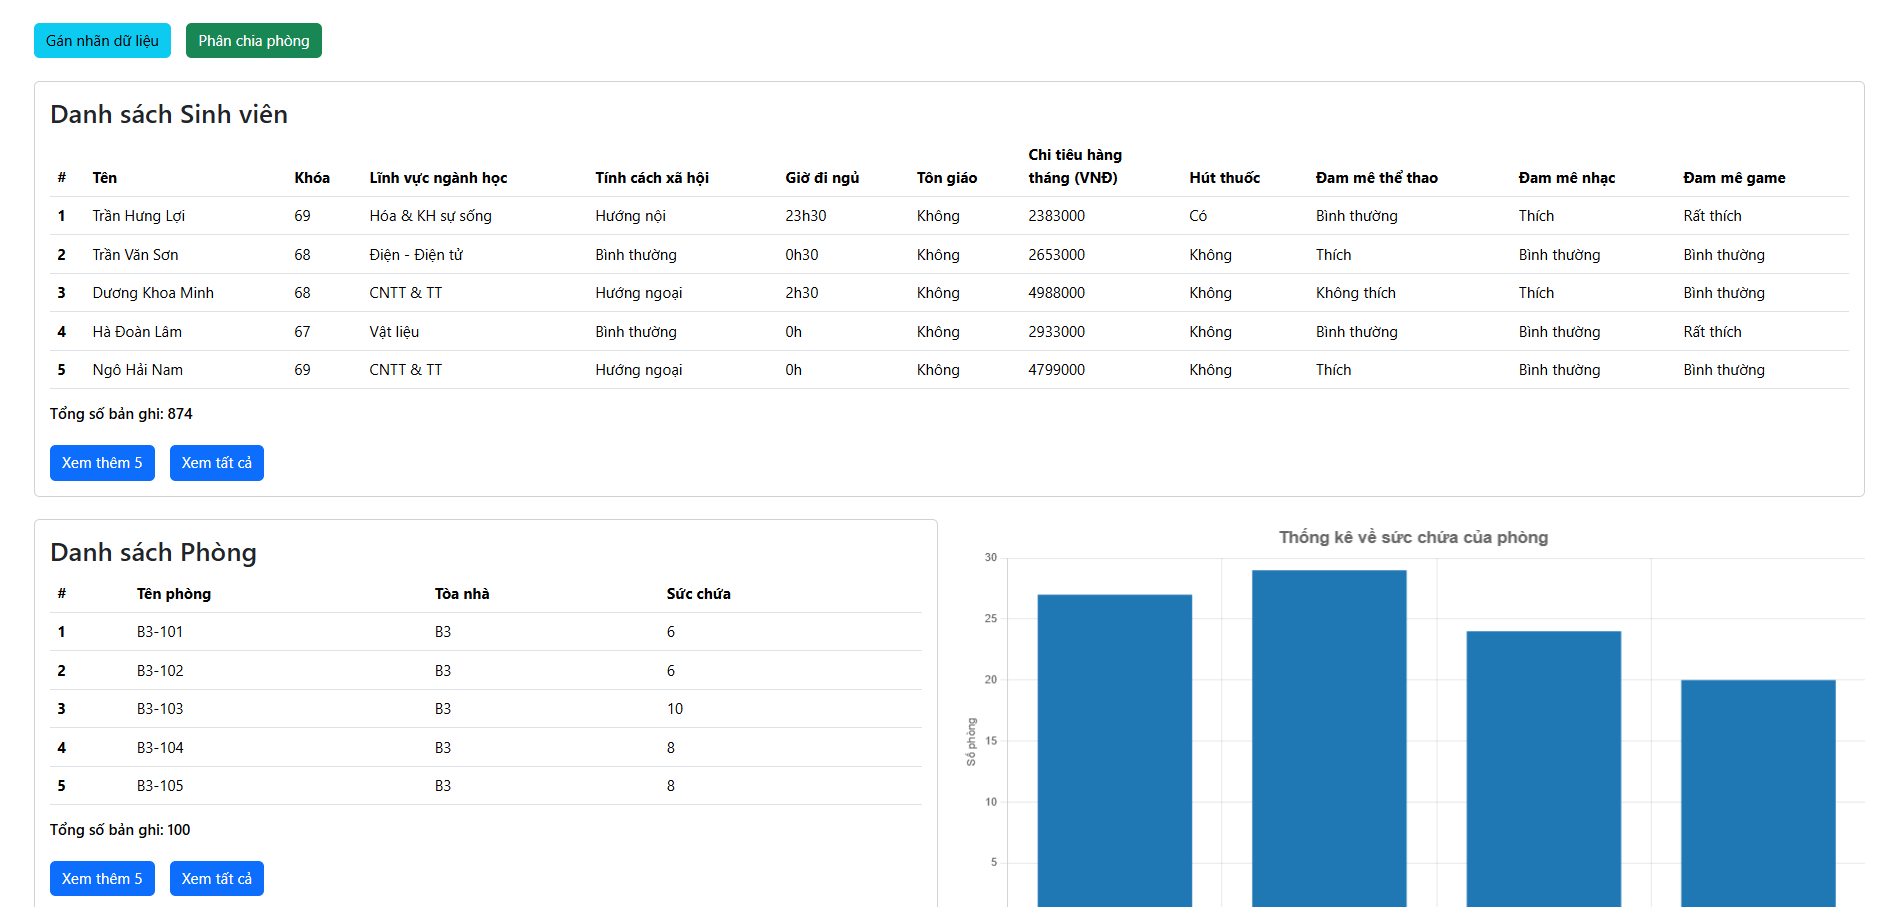 Gán nhãn dữ liệu Phân chia phòng
Danh sách Sinh viên
# Tên Khóa Lĩnh vực ngành học Tính cách xã hội Giờ đi ngủ Tôn giáo Chi tiêu hàng tháng (VNĐ) Hút thuốc Đam mê thể thao Đam mê nhạc Đam mê game
1 Trần Hưng Lợi 69 Hóa & KH sự sống Hướng nội 23h30 Không 2383000 Có Bình thường Thích Rất thích
2 Trần Văn Sơn 68 Điện - Điện tử Bình thường 0h30 Không 2653000 Không Thích Bình thường Bình thường
3 Dương Khoa Minh 68 CNTT & TT Hướng ngoại 2h30 Không 4988000 Không Không thích Thích Bình thường
4 Hà Đoàn Lâm 67 Vật liệu Bình thường 0h Không 2933000 Không Bình thường Bình thường Rất thích
5 Ngô Hải Nam 69 CNTT & TT Hướng ngoại 0h Không 4799000 Không Thích Bình thường Bình thường
Tổng số bản ghi: 874
Xem thêm 5 Xem tất cả
Danh sách Phòng
# Tên phòng Tòa nhà Sức chứa
1 B3-101 B3 6
2 B3-102 B3 6
3 B3-103 B3 10
4 B3-104 B3 8
5 B3-105 B3 8
Tổng số bản ghi: 100
Xem thêm 5 Xem tất cả
Thống kê về sức chứa của phòng
30
25
20
15
10
5
Số phòng